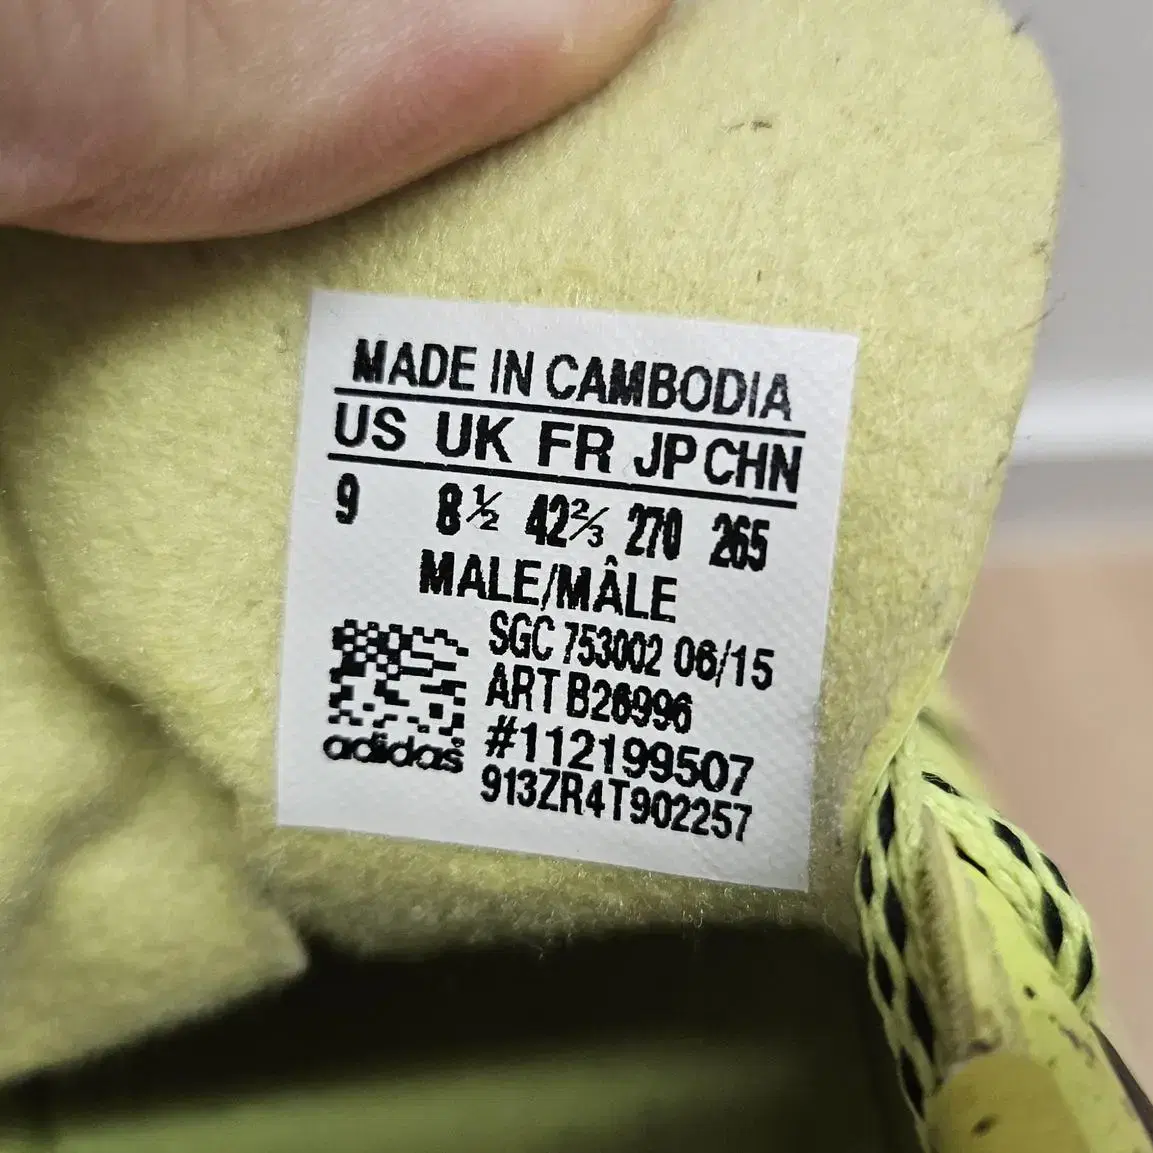 MADE IN CAMBODIA
US UK FR JP CHN
9 8½ 42⅔ 270 265
MALE/MÂLE
SGC 753002 06/15
ART B26996
#112199507
913ZR4T902257
adidas